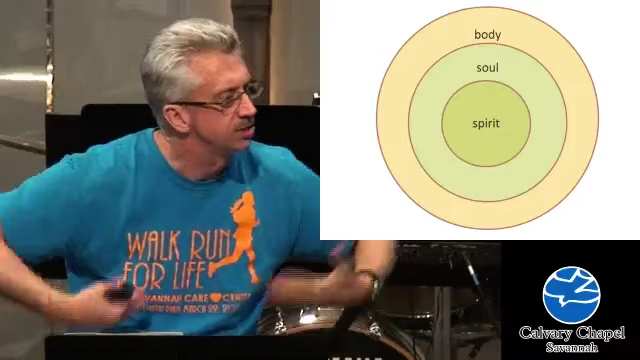 body
soul
spirit
WALK RUN
FOR LIFE
SAVANNAH CARE CENTER
Calvary Chapel
Savannah